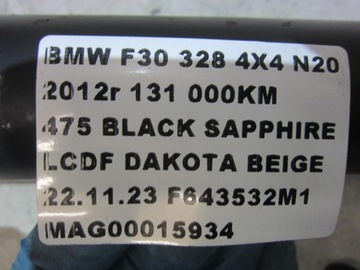 BMW F30 328 4X4 N20
2012r 131 000KM
475 BLACK SAPPHIRE
LCDF DAKOTA BEIGE
22.11.23 F643532M1
MAG00015934